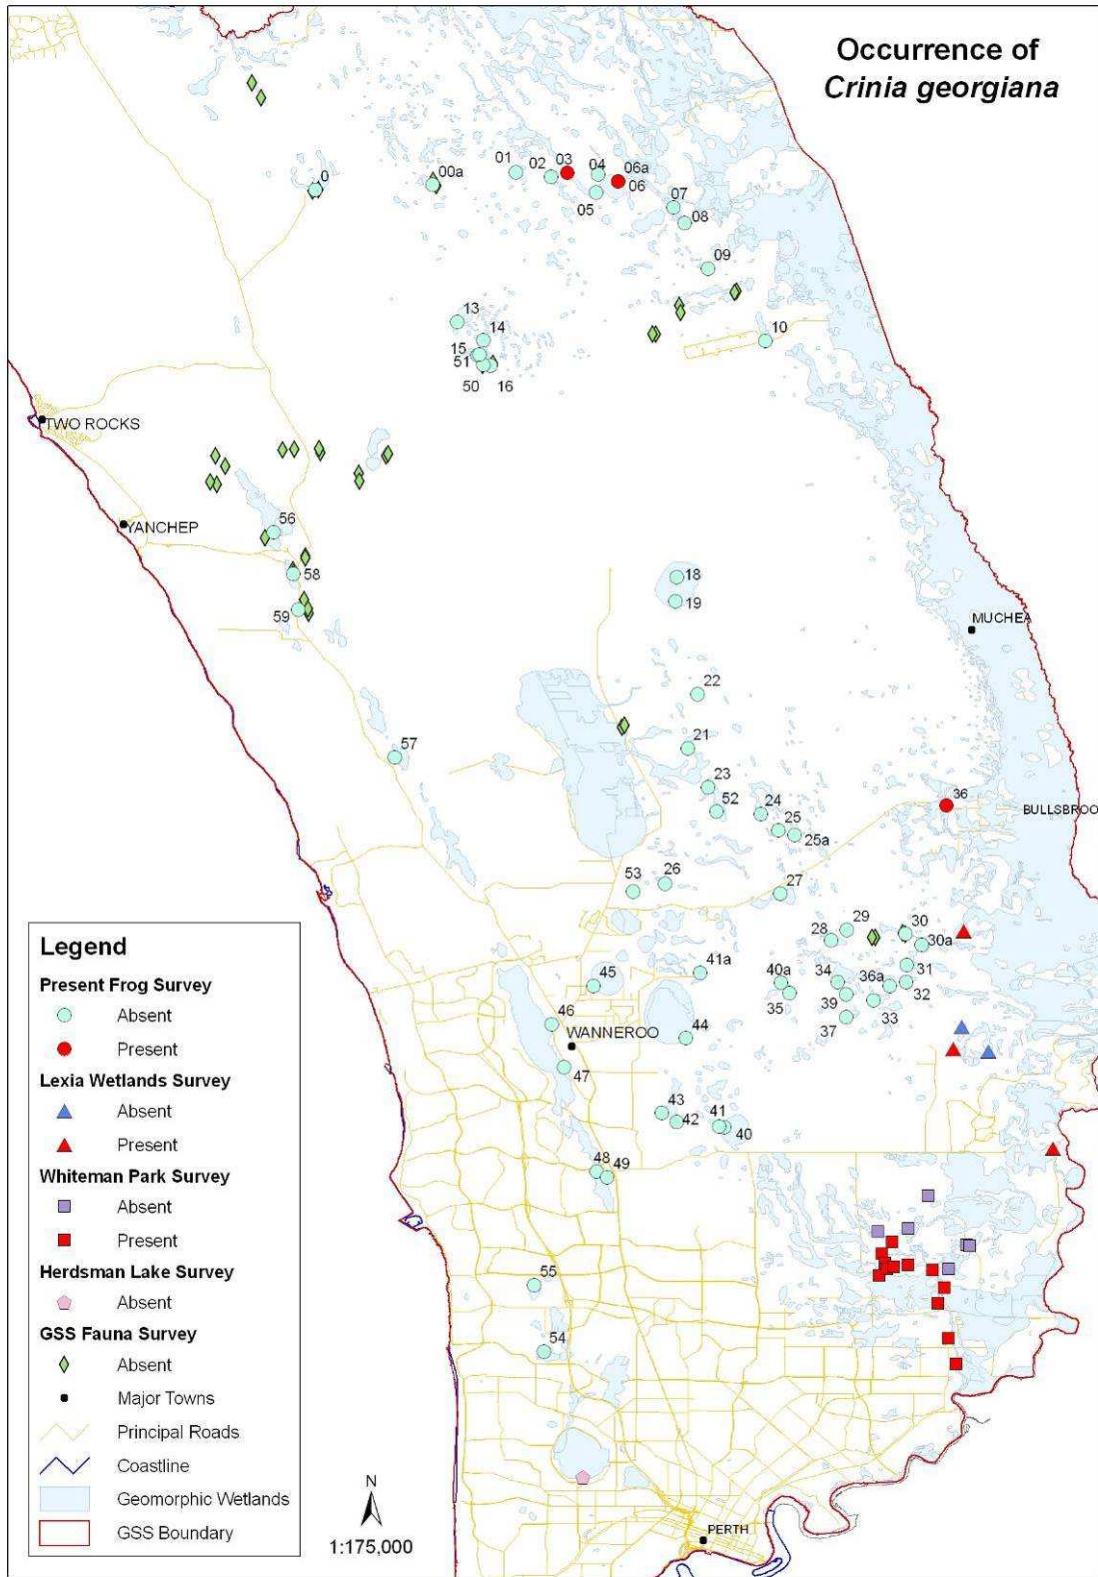 Occurrence of
Crinia georgiana
0
00a
01
02
03
04
06a
06
05
07
08
09
10
13
14
15
51
50
16
TWO ROCKS
YANCHEP
56
58
59
18
19
MUCHEA
22
21
57
23
52
24
25
25a
36
BULLSBROO
53
26
27
28
29
30
30a
31
32
41a
40a
34
36a
35
39
33
37
45
46
WANNEROO
44
47
43
42
41
40
48
49
55
54
Legend
Present Frog Survey
Absent
Present
Lexia Wetlands Survey
Absent
Present
Whiteman Park Survey
Absent
Present
Herdsman Lake Survey
Absent
GSS Fauna Survey
Absent
Major Towns
Principal Roads
Coastline
Geomorphic Wetlands
GSS Boundary
N
1:175,000
PERTH